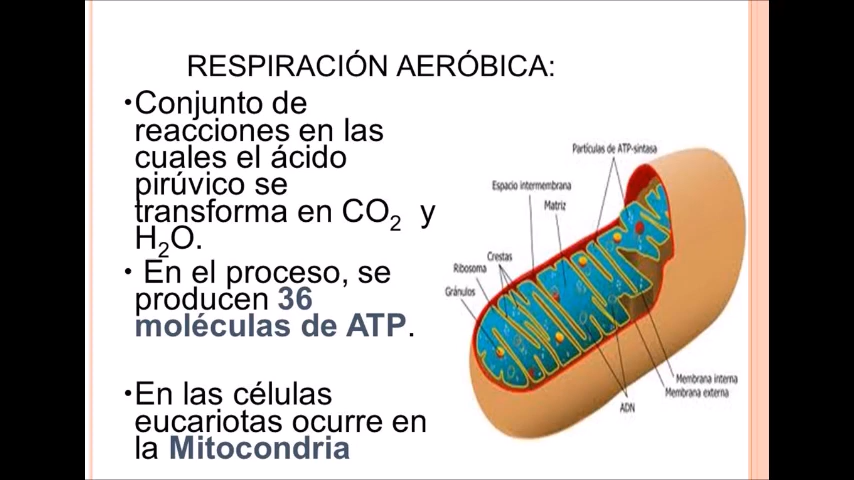 RESPIRACIÓN AERÓBICA:
•Conjunto de
reacciones en las
cuales el ácido
pirúvico se
transforma en CO₂ y
H₂O.
• En el proceso, se
producen 36
moléculas de ATP.
•En las células
eucariotas ocurre en
la Mitocondria
Partículas de ATP-sintasa
Espacio intermembrana
Matriz
Crestas
Ribosoma
Gránulos
Membrana interna
Membrana externa
ADN